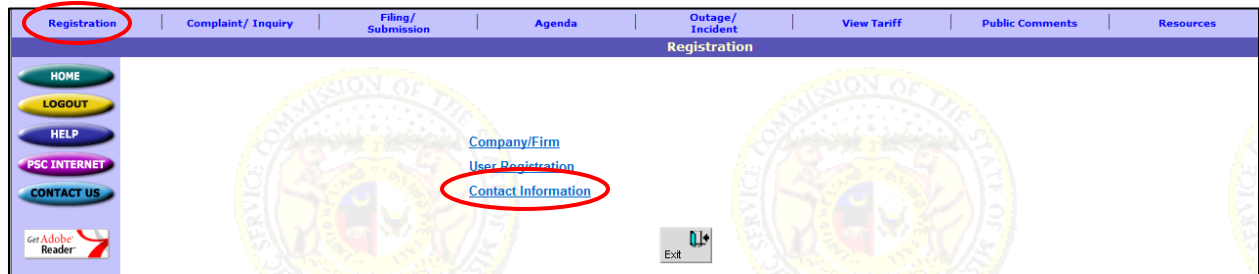 Registration
Complaint/ Inquiry
Filing/
Submission
Agenda
Outage/
Incident
View Tariff
Public Comments
Resources
Registration
HOME
LOGOUT
HELP
PSC INTERNET
CONTACT US
Get Adobe
Reader
Company/Firm
User Registration
Contact Information
Exit